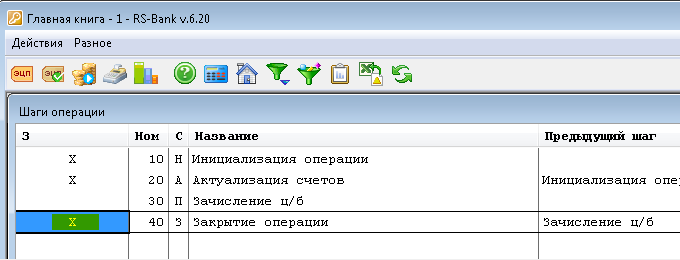 Главная книга - 1 - RS-Bank v.6.20
Действия Разное
эцп эцп
Шаги операции
З Ном С Название Предыдущий шаг
X 10 Н Инициализация операции
X 20 А Актуализация счетов Инициализация опе
30 П Зачисление ц/б
X 40 З Закрытие операции Зачисление ц/б